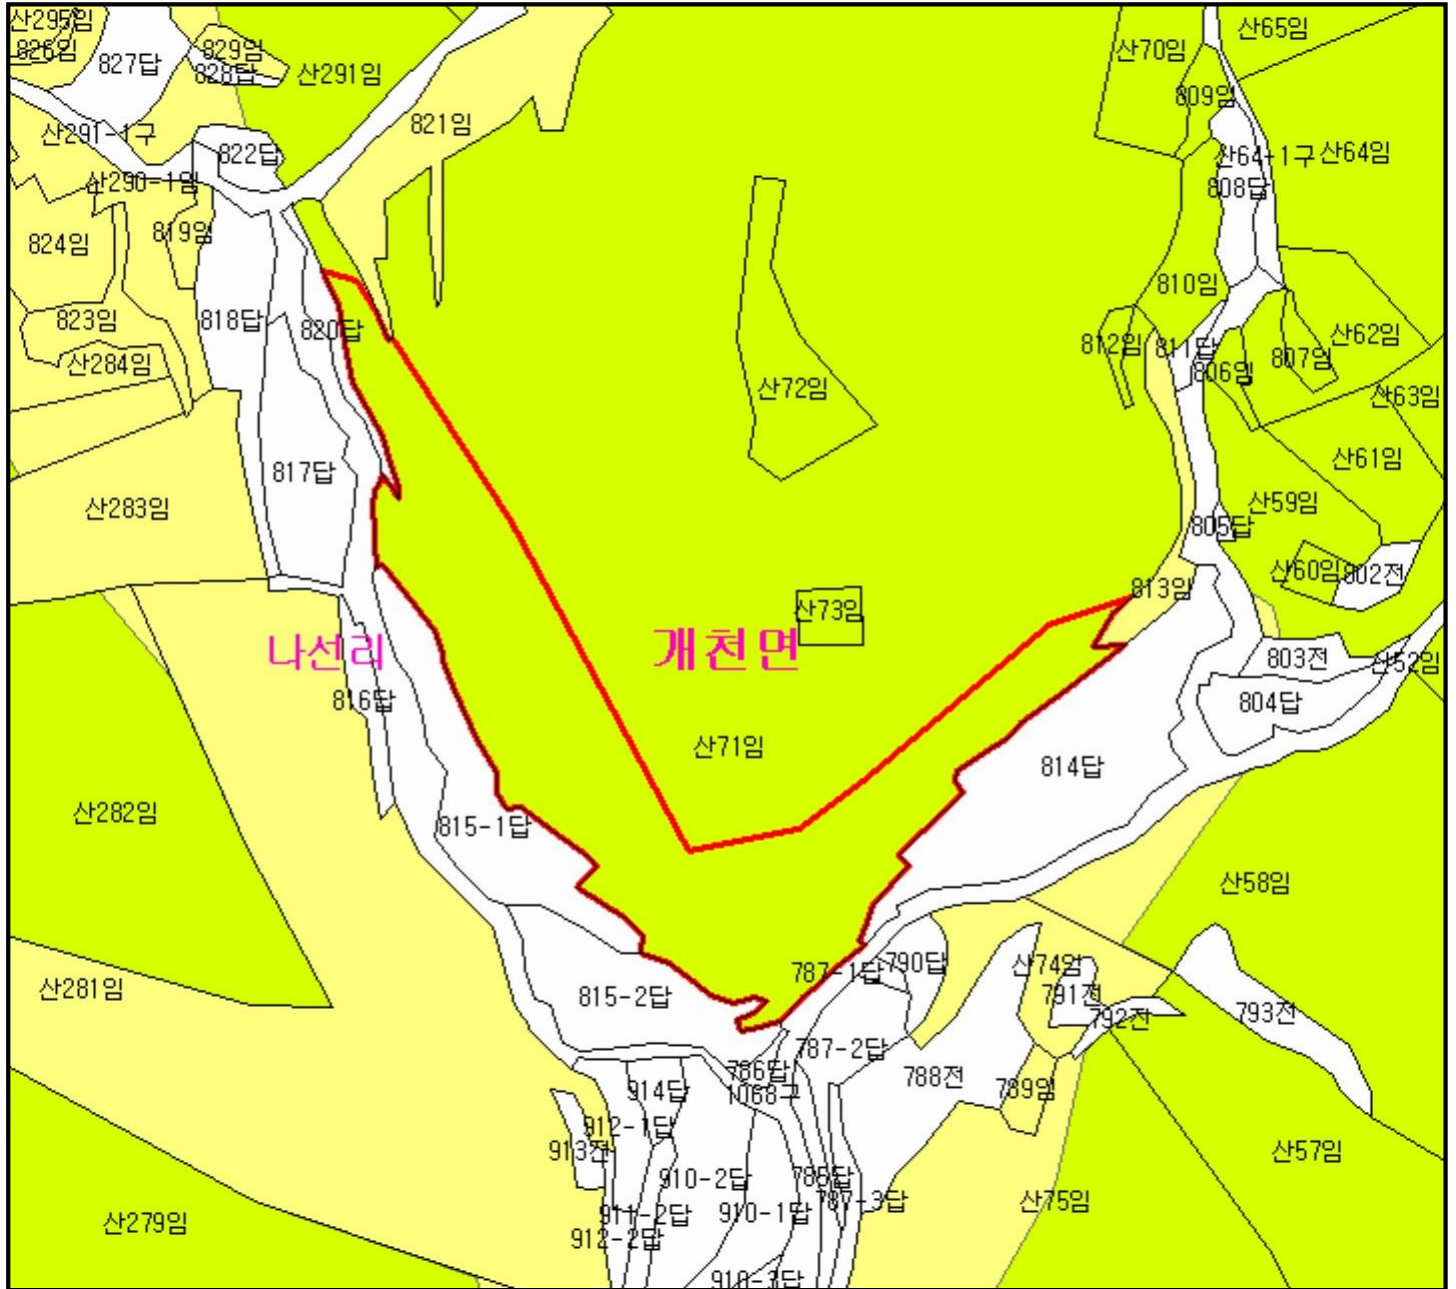 산295임
826임
827답
829임
828답
산291임
821임
산70임
산65임
809임
산291-1구
822답
산290-1임
산64-1구
산64임
808답
824임
819임
810임
823임
818답
820답
812임
811답
806임
807임
산62임
산284임
산72임
산63임
817답
산61임
산283임
산59임
805답
산60임
802전
813임
산73임
나선리
개천면
803전
산52임
816답
804답
산71임
814답
산282임
815-1답
산58임
787-1답
790답
산74임
산281임
815-2답
791전
792전
793전
787-2답
786답
788전
789임
1068구
914답
912-1답
913전
산57임
910-2답
785답
787-3답
산75임
911-2답
910-1답
산279임
912-2답
910-3답